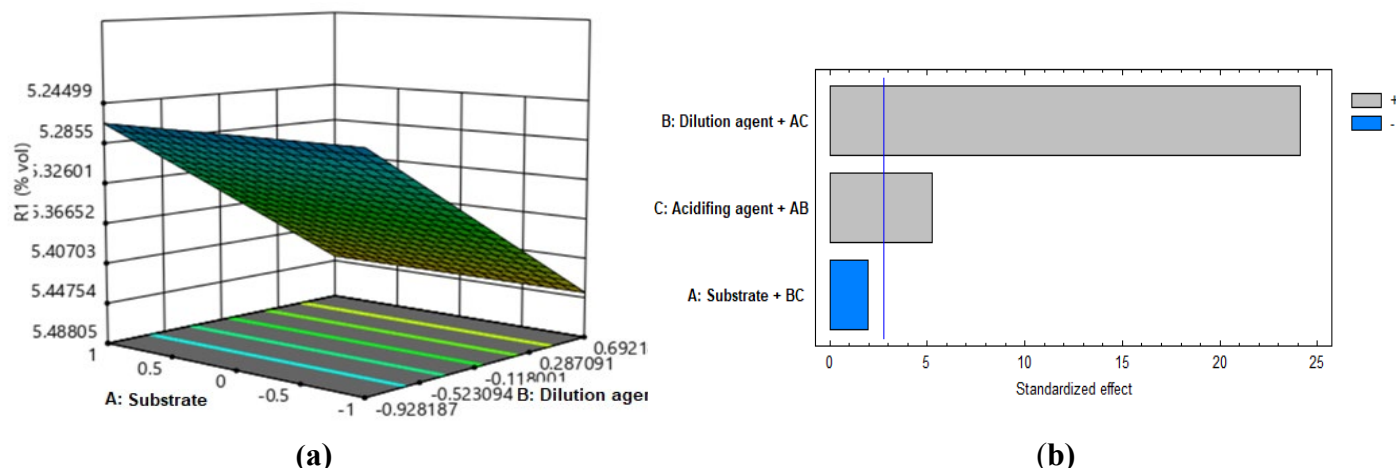 5.24499
5.2855
5.32601
5.36652
5.40703
5.44754
5.48805
R1 (% vol)
1
0.5
0
-0.5
-1
A: Substrate
0.6921
0.287091
-0.118001
-0.523094
-0.928187
B: Dilution agen
(a)
B: Dilution agent + AC
C: Acidifing agent + AB
A: Substrate + BC
0
5
10
15
20
25
Standardized effect
+
-
(b)